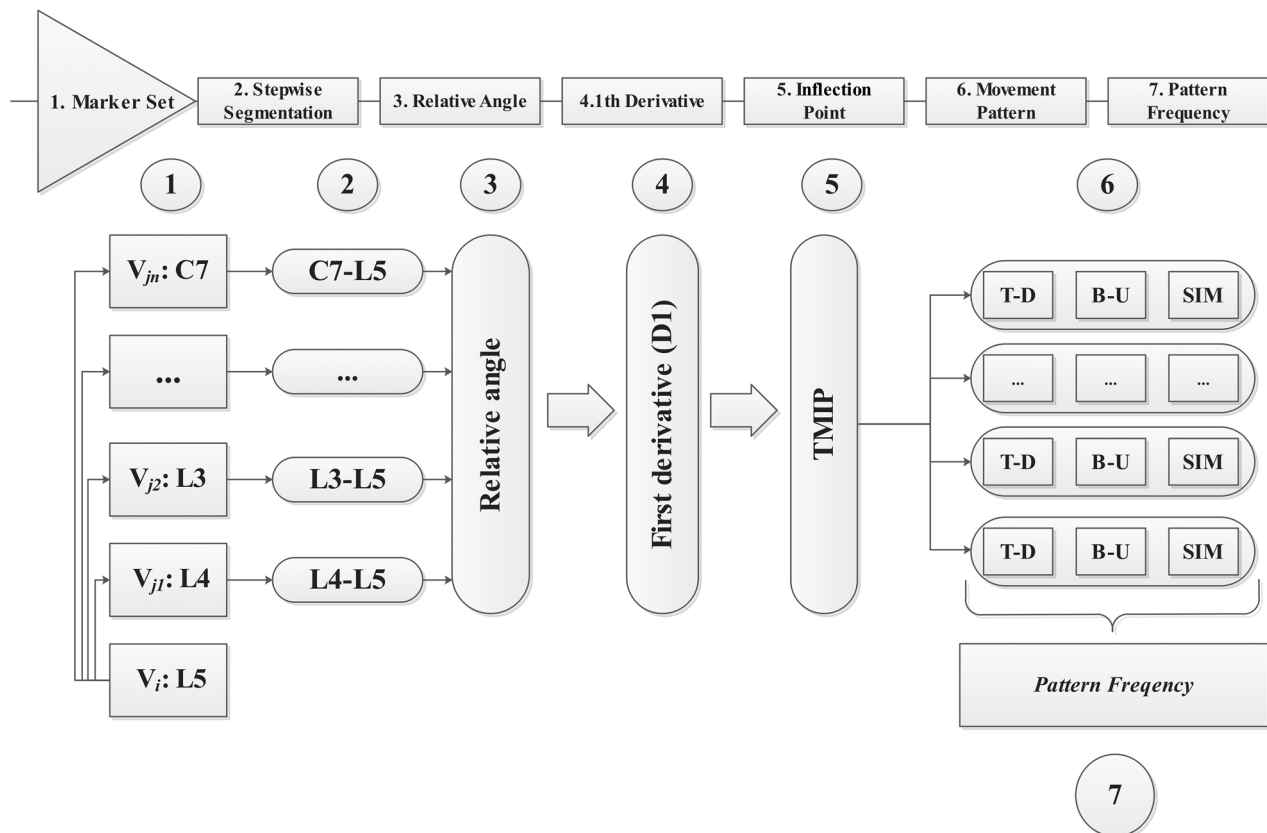 1. Marker Set
2. Stepwise
Segmentation
3. Relative Angle
4.1th Derivative
5. Inflection
Point
6. Movement
Pattern
7. Pattern
Frequency
1
2
3
4
5
6
Vjn: C7
C7-L5
...
...
Vj2: L3
L3-L5
Vj1: L4
L4-L5
Vi: L5
Relative angle
First derivative (D1)
TMIP
T-D B-U SIM
... ... ...
T-D B-U SIM
T-D B-U SIM
Pattern Freqency
7